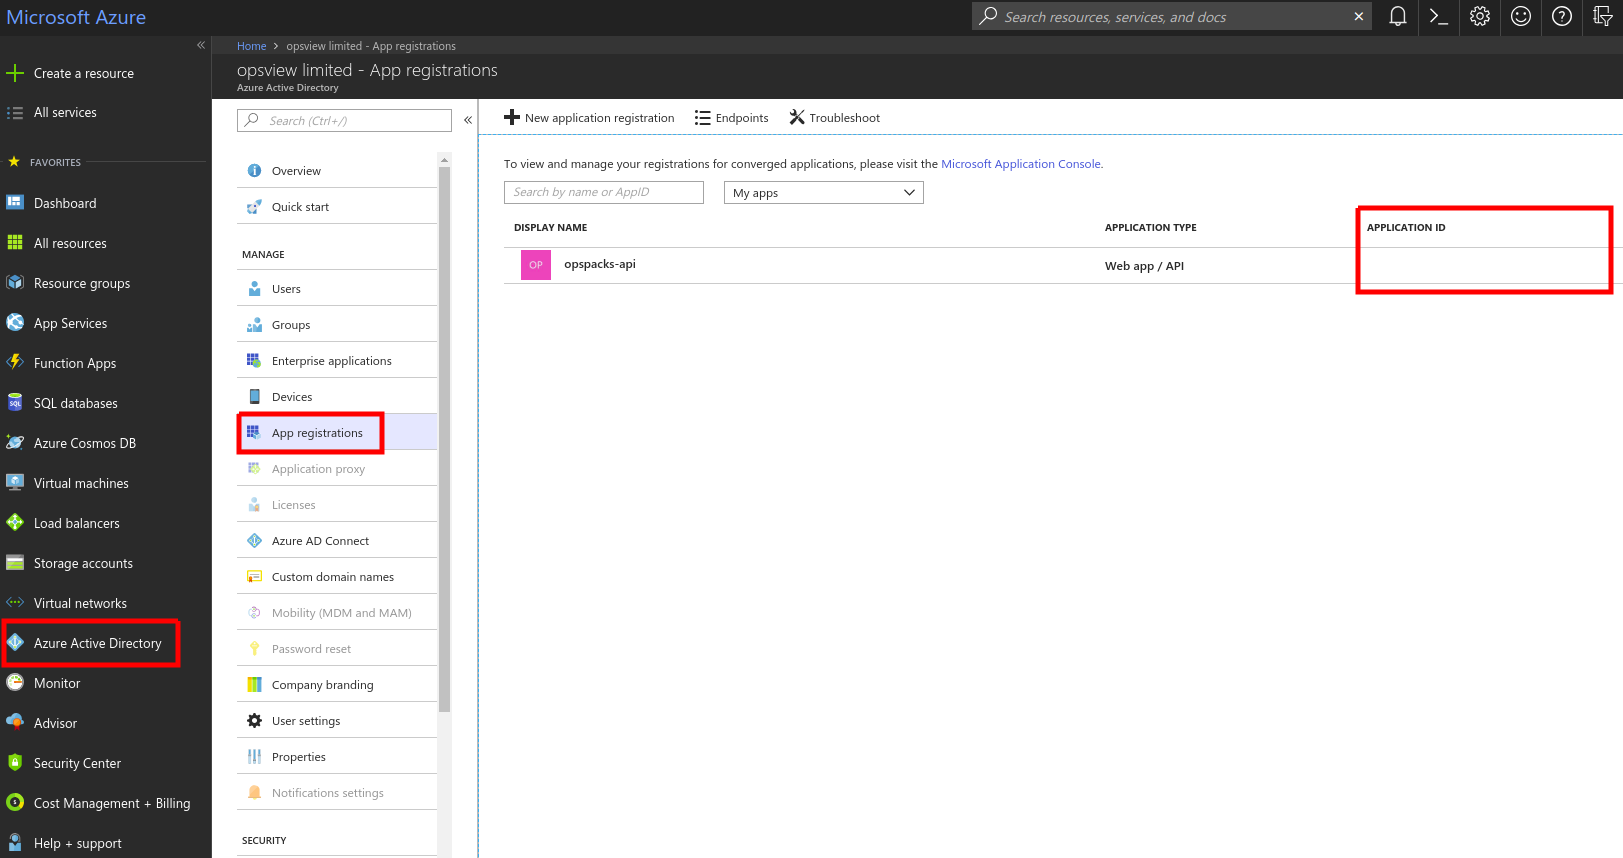 Microsoft Azure
Search resources, services, and docs
Create a resource
All services
FAVORITES
Dashboard
All resources
Resource groups
App Services
Function Apps
SQL databases
Azure Cosmos DB
Virtual machines
Load balancers
Storage accounts
Virtual networks
Azure Active Directory
Monitor
Advisor
Security Center
Cost Management + Billing
Help + support
Home > opsview limited - App registrations
opsview limited - App registrations
Azure Active Directory
Search (Ctrl+/)
Overview
Quick start
MANAGE
Users
Groups
Enterprise applications
Devices
App registrations
Application proxy
Licenses
Azure AD Connect
Custom domain names
Mobility (MDM and MAM)
Password reset
Company branding
User settings
Properties
Notifications settings
SECURITY
New application registration Endpoints Troubleshoot
To view and manage your registrations for converged applications, please visit the Microsoft Application Console.
Search by name or AppID My apps
DISPLAY NAME APPLICATION TYPE APPLICATION ID
OP opspacks-api Web app / API